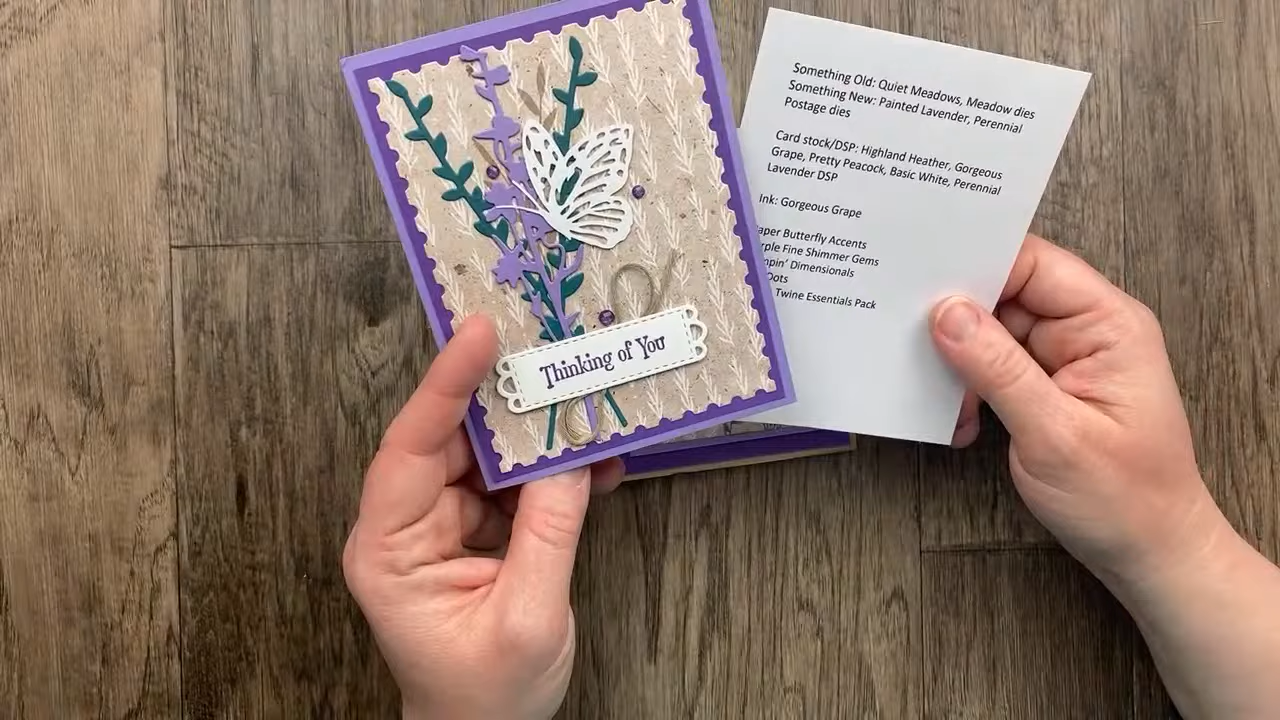 Thinking of You
Something Old: Quiet Meadows, Meadow dies
Something New: Painted Lavender, Perennial
Postage dies
Card stock/DSP: Highland Heather, Gorgeous
Grape, Pretty Peacock, Basic White, Perennial
Lavender DSP
Ink: Gorgeous Grape
Butterfly Accents
Fine Shimmer Gems
Dimensionals
Dots
Twine Essentials Pack